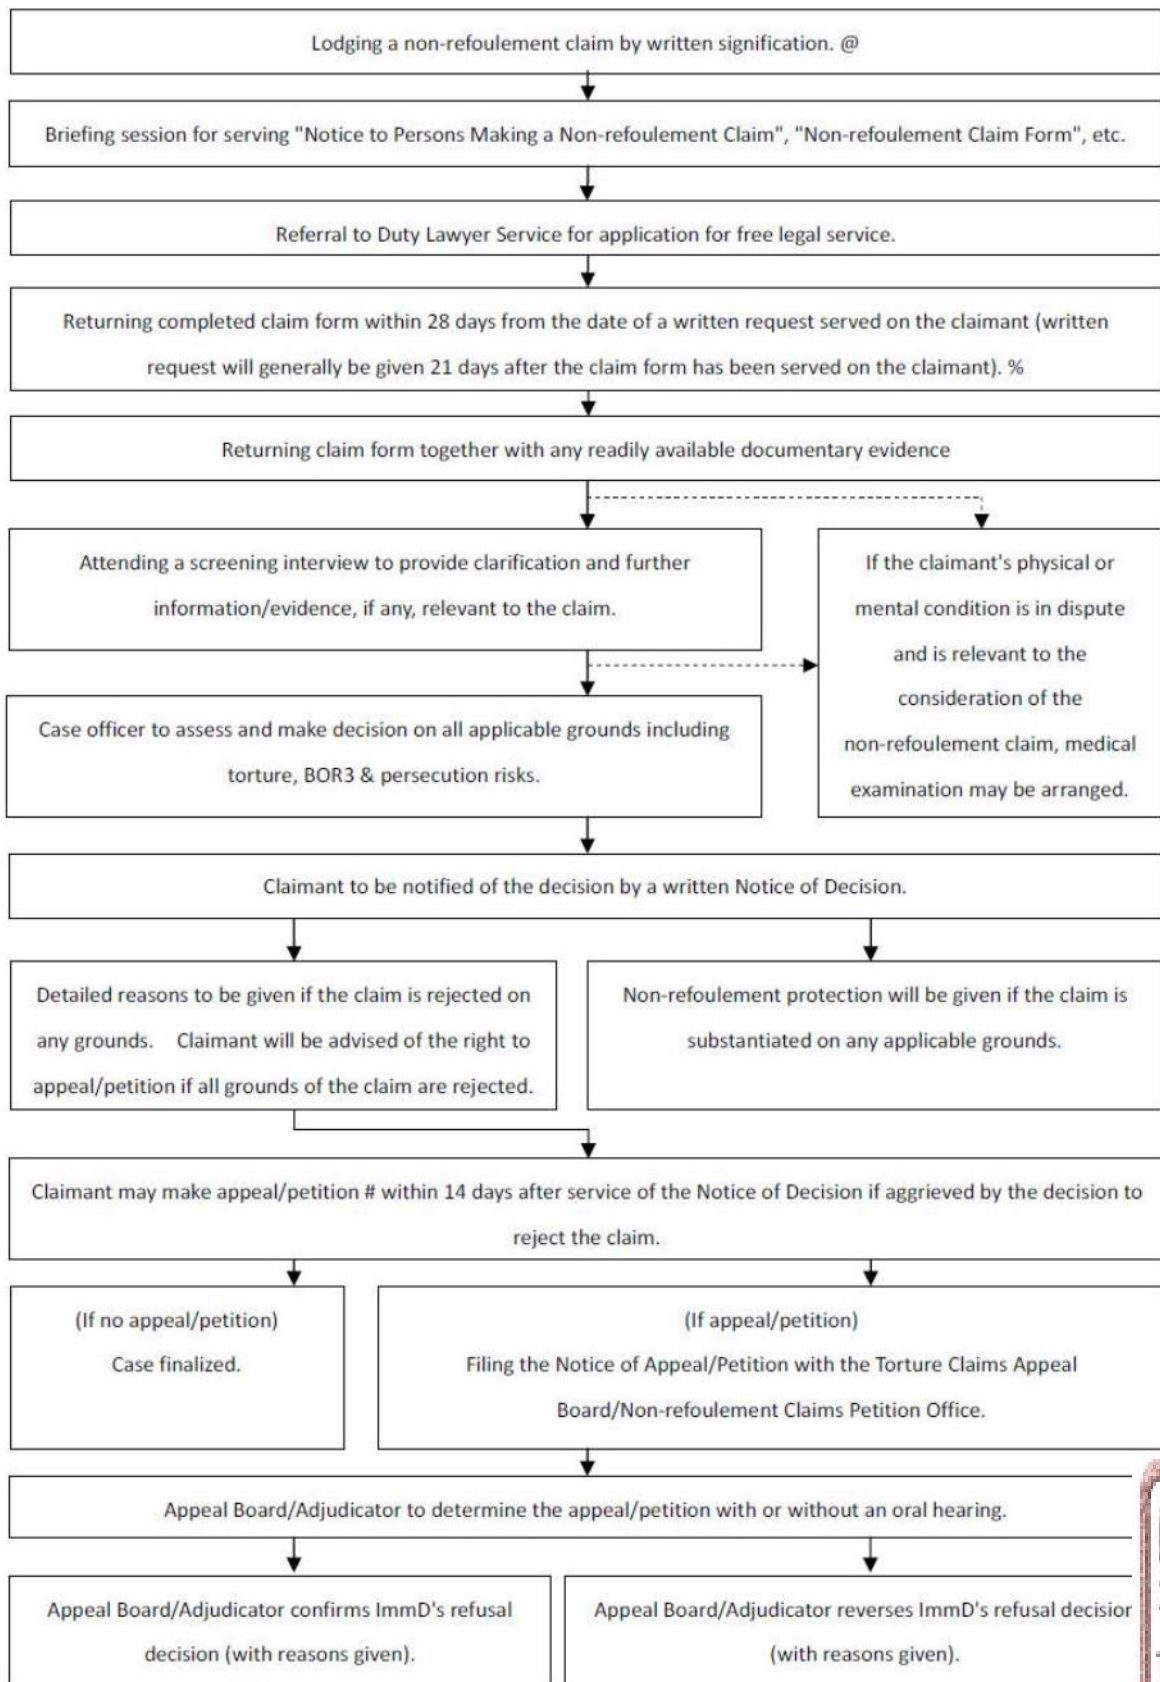 Lodging a non-refoulement claim by written signification. @
Briefing session for serving "Notice to Persons Making a Non-refoulement Claim", "Non-refoulement Claim Form", etc.
Referral to Duty Lawyer Service for application for free legal service.
Returning completed claim form within 28 days from the date of a written request served on the claimant (written
request will generally be given 21 days after the claim form has been served on the claimant). %
Returning claim form together with any readily available documentary evidence
Attending a screening interview to provide clarification and further
information/evidence, if any, relevant to the claim.
If the claimant's physical or
mental condition is in dispute
and is relevant to the
consideration of the
non-refoulement claim, medical
examination may be arranged.
Case officer to assess and make decision on all applicable grounds including
torture, BOR3 & persecution risks.
Claimant to be notified of the decision by a written Notice of Decision.
Detailed reasons to be given if the claim is rejected on
any grounds. Claimant will be advised of the right to
appeal/petition if all grounds of the claim are rejected.
Non-refoulement protection will be given if the claim is
substantiated on any applicable grounds.
Claimant may make appeal/petition # within 14 days after service of the Notice of Decision if aggrieved by the decision to
reject the claim.
(If no appeal/petition)
Case finalized.
(If appeal/petition)
Filing the Notice of Appeal/Petition with the Torture Claims Appeal
Board/Non-refoulement Claims Petition Office.
Appeal Board/Adjudicator to determine the appeal/petition with or without an oral hearing.
Appeal Board/Adjudicator confirms ImmD's refusal
decision (with reasons given).
Appeal Board/Adjudicator reverses ImmD's refusal decision
(with reasons given).